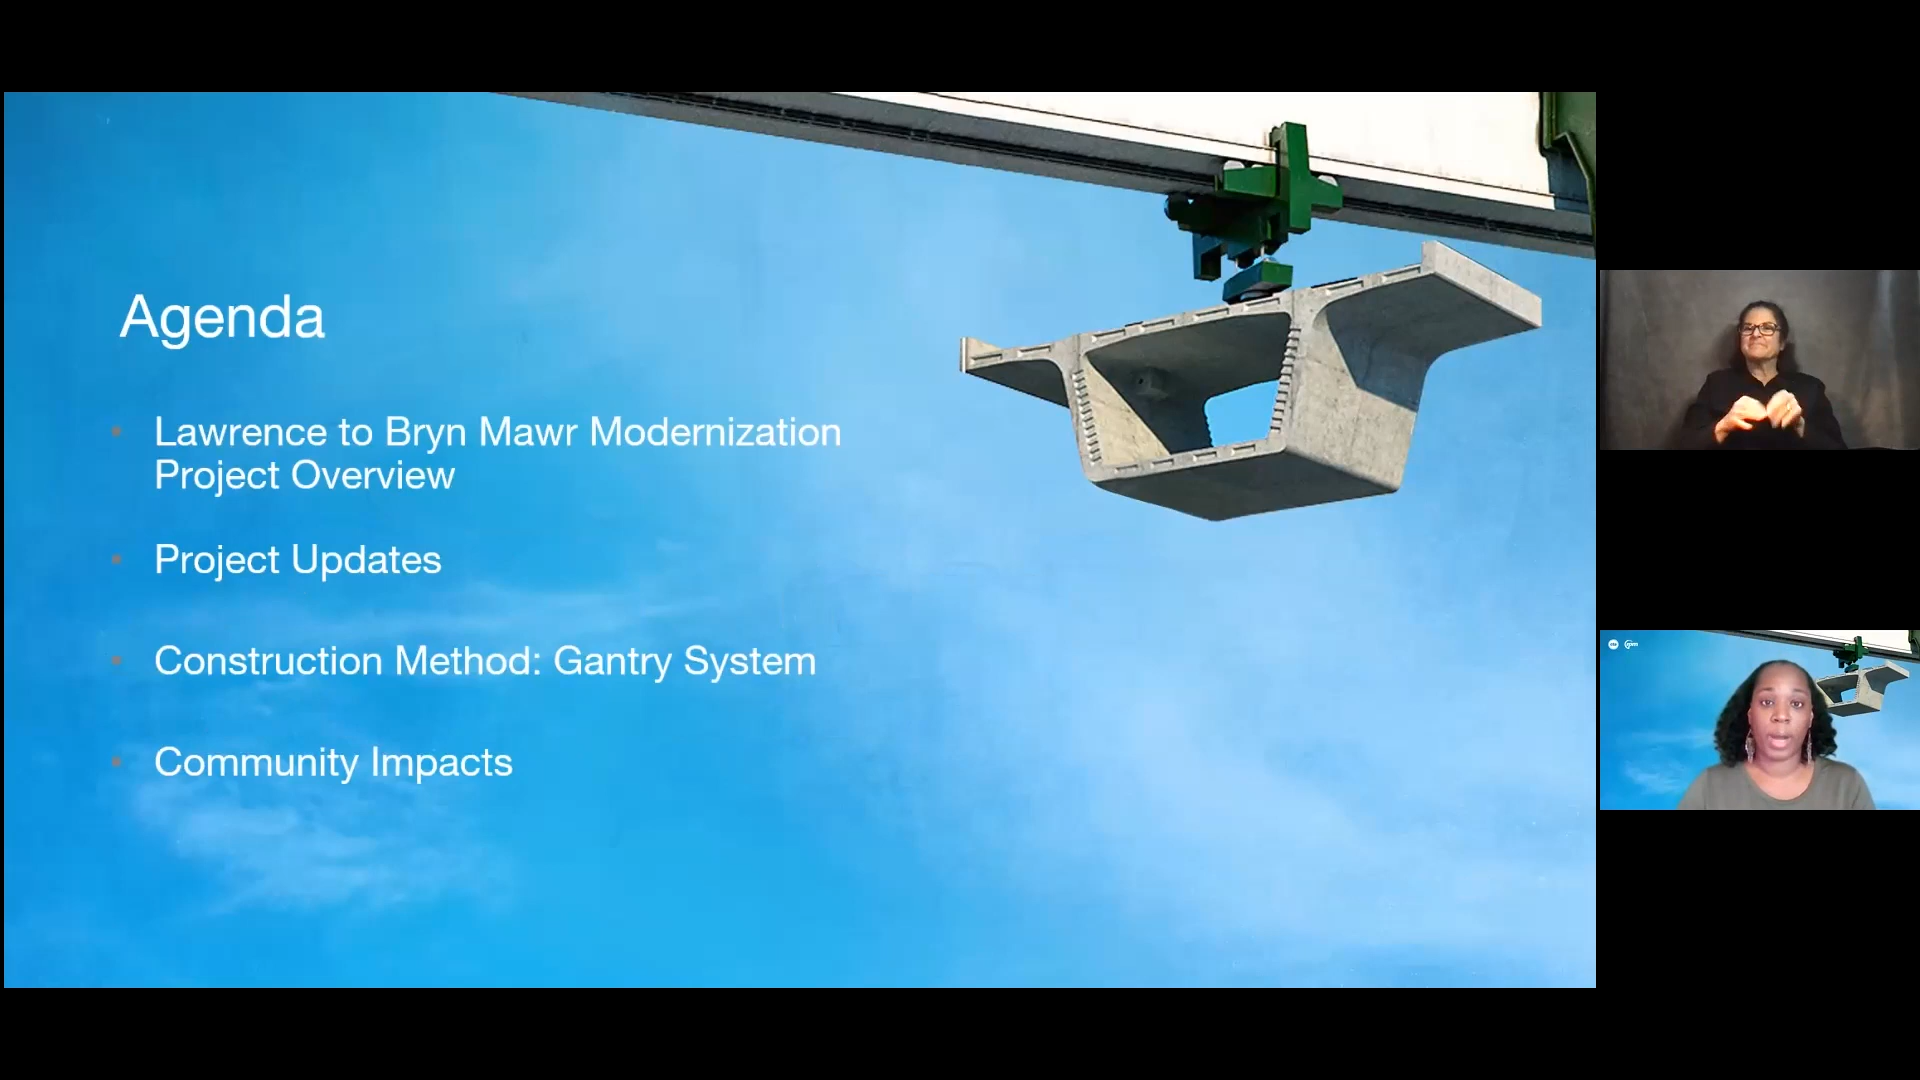 Agenda
• Lawrence to Bryn Mawr Modernization
Project Overview
• Project Updates
• Construction Method: Gantry System
• Community Impacts